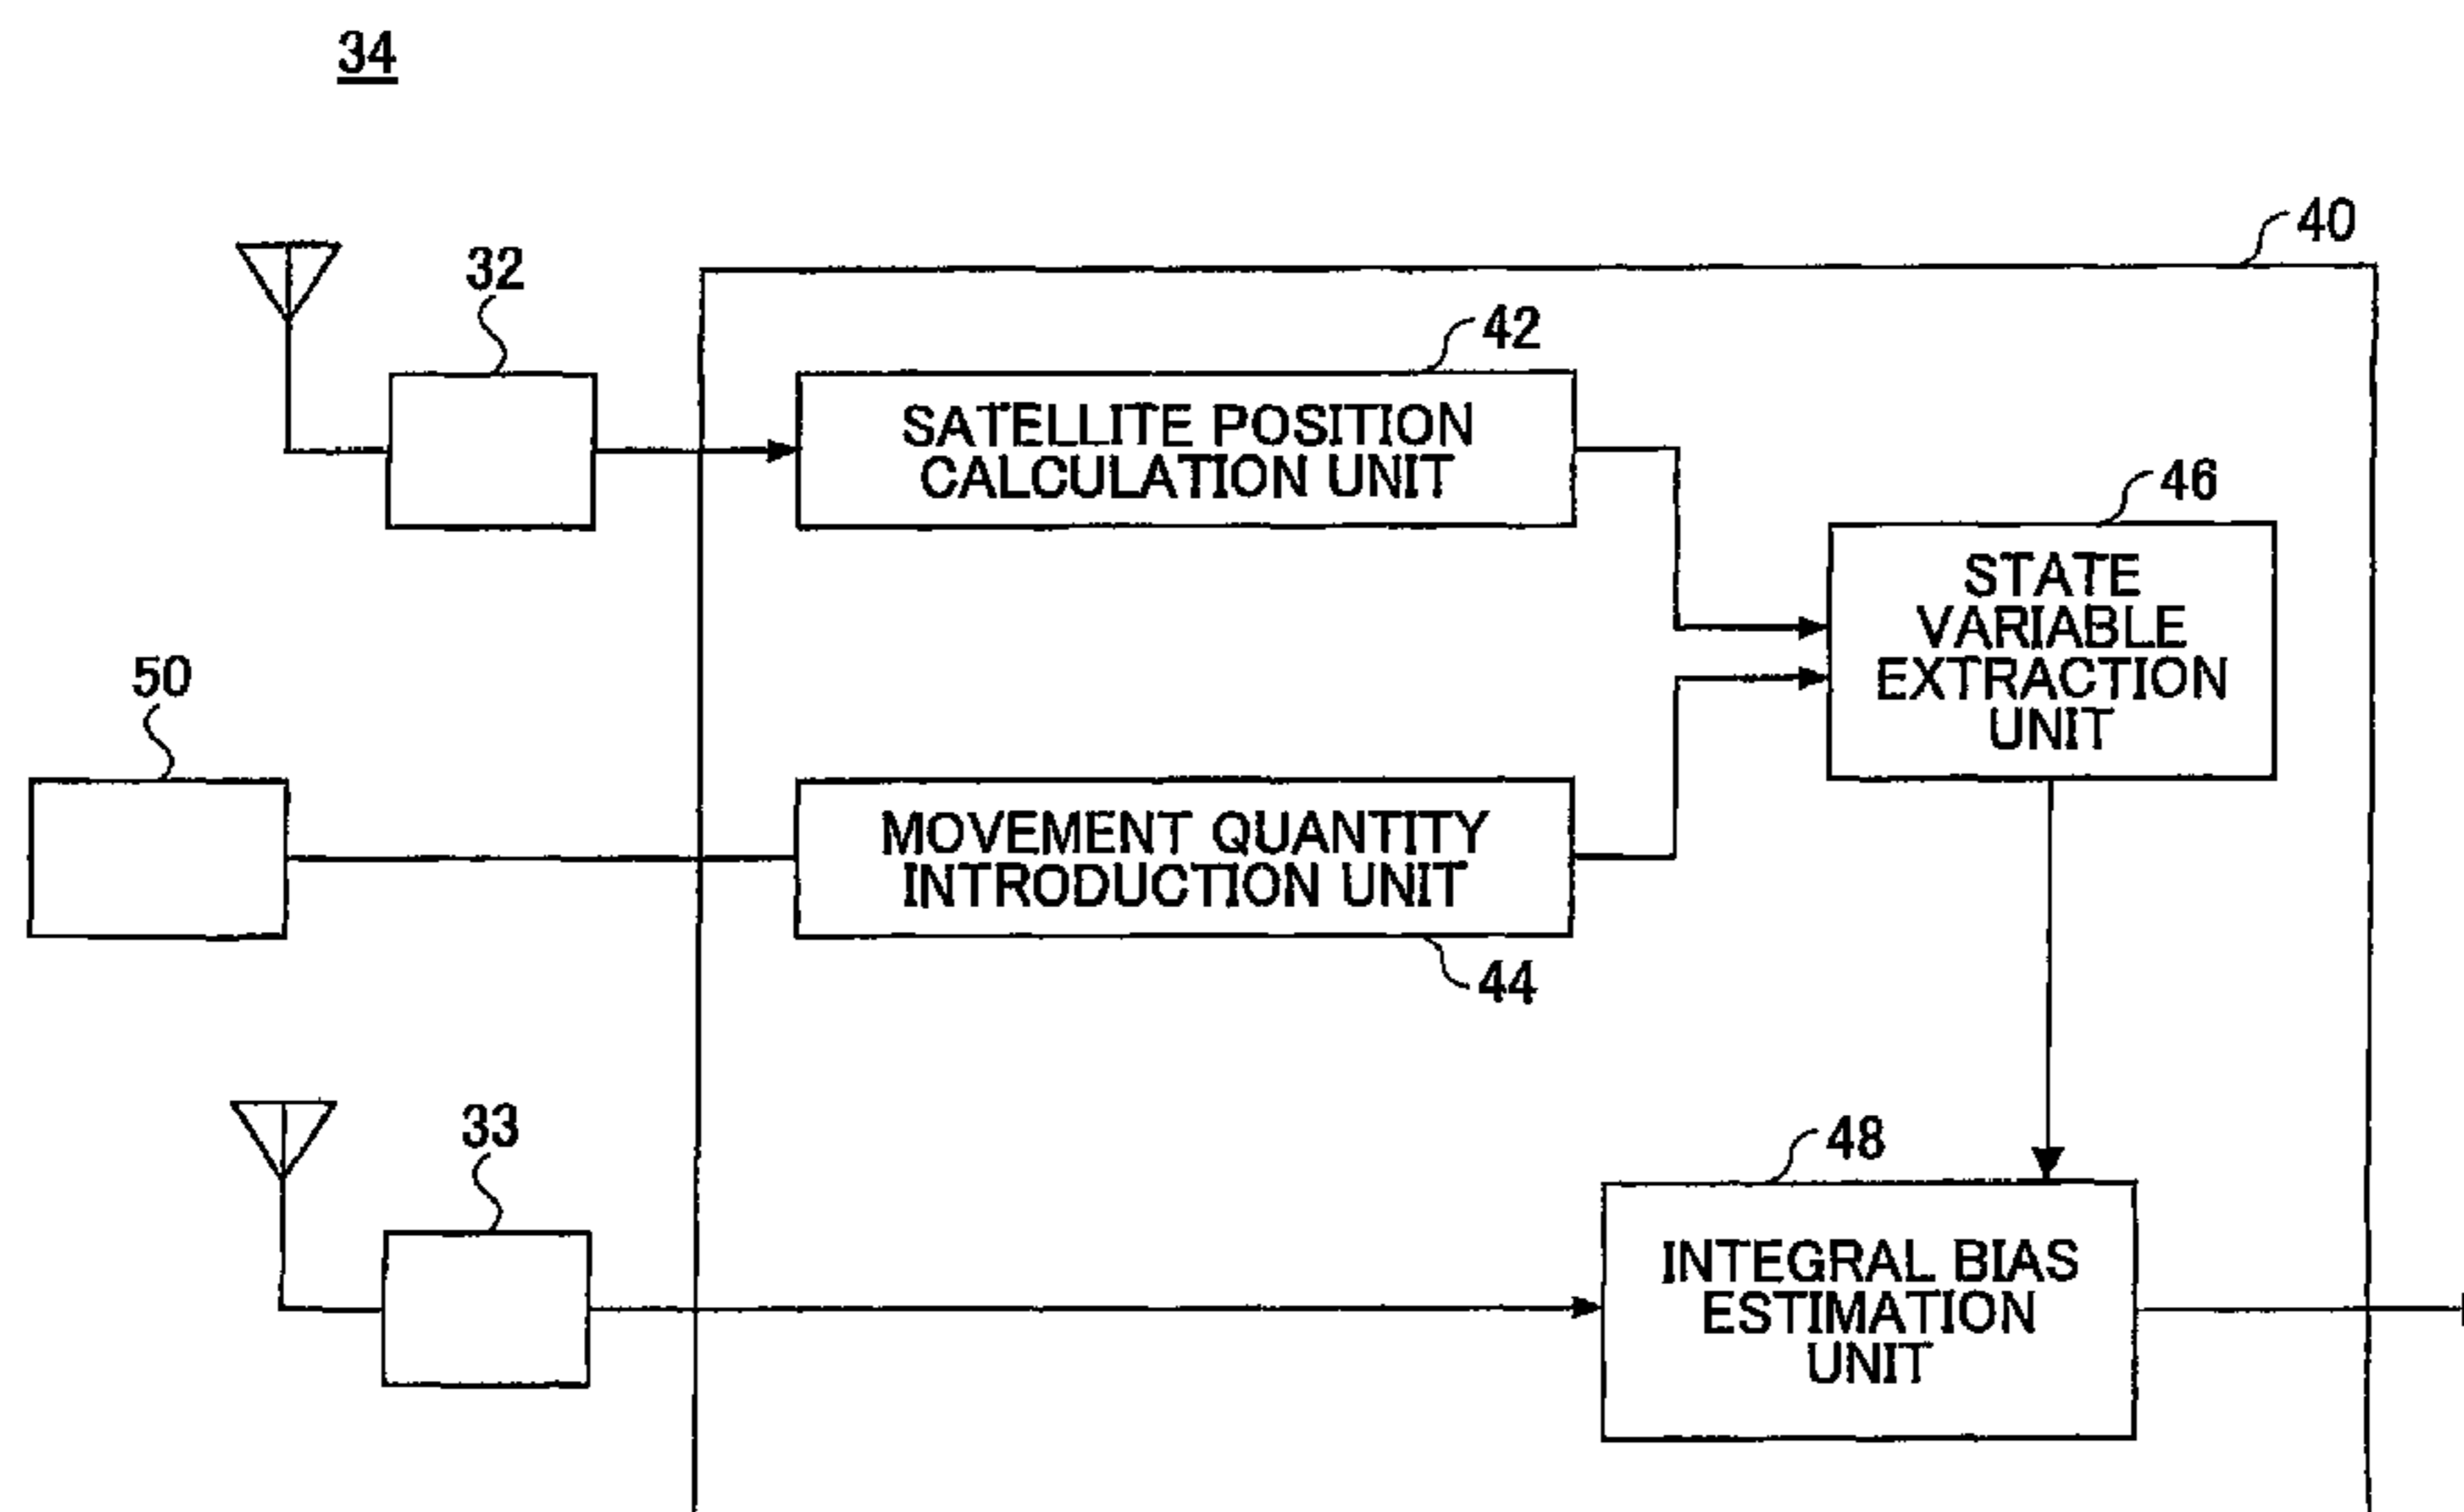 34
40
32
42
SATELLITE POSITION
CALCULATION UNIT
46
STATE
VARIABLE
EXTRACTION
UNIT
50
MOVEMENT QUANTITY
INTRODUCTION UNIT
44
33
48
INTEGRAL BIAS
ESTIMATION
UNIT